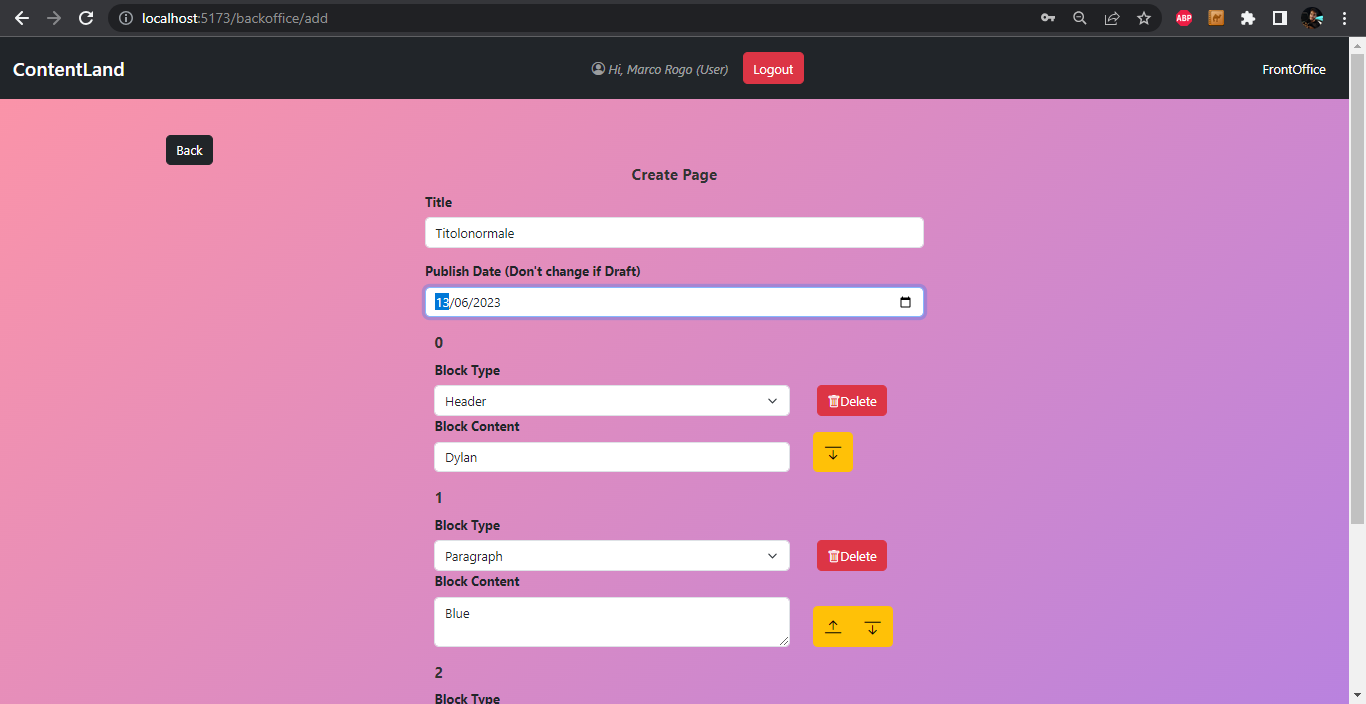 localhost:5173/backoffice/add
ABP
ContentLand
Hi, Marco Rogo (User)
Logout
FrontOffice
Back
Create Page
Title
Titolonormale
Publish Date (Don't change if Draft)
13/06/2023
0
Block Type
Header
Delete
Block Content
Dylan
1
Block Type
Paragraph
Delete
Block Content
Blue
2
Block Type